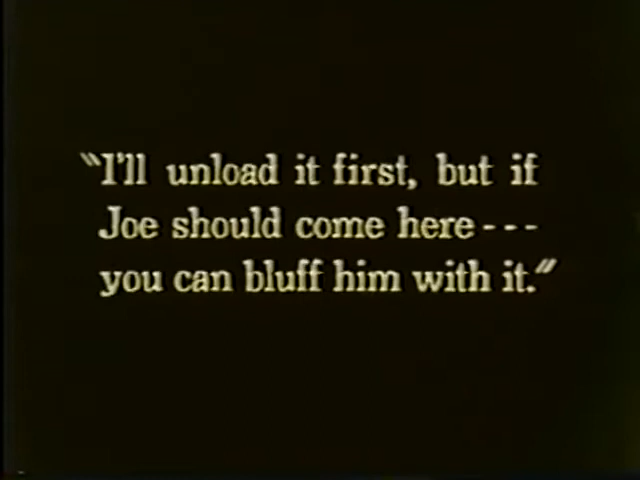 "I'll unload it first, but if
Joe should come here---
you can bluff him with it."